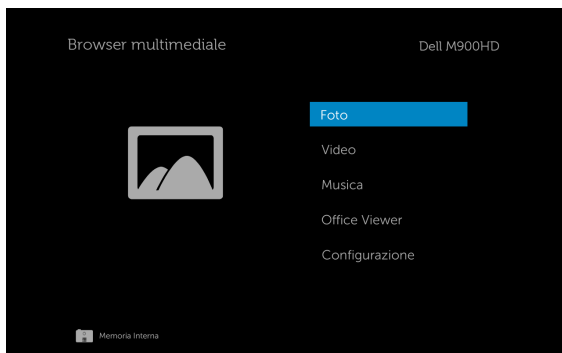 Browser multimediale
Dell M900HD
Foto
Video
Musica
Office Viewer
Configurazione
Memoria Interna